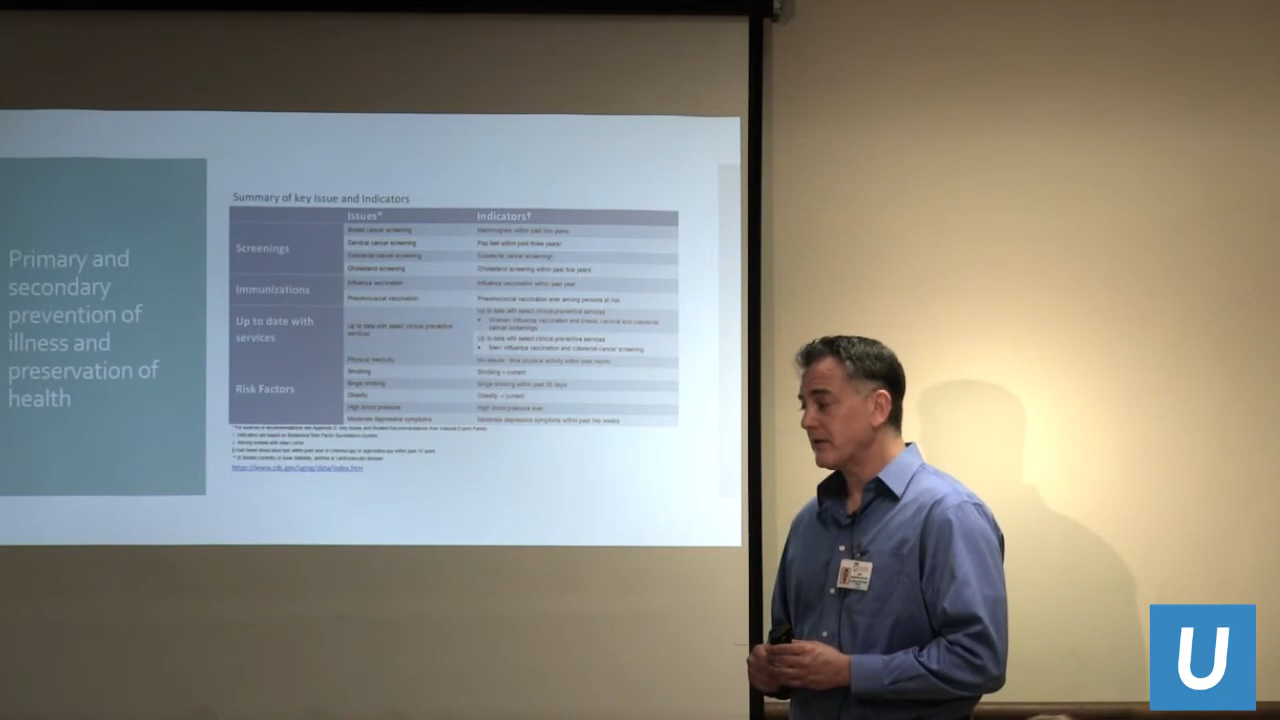 Primary and
secondary
prevention of
illness and
preservation of
health
Summary of key Issue and Indicators
Issues* Indicators†
Screenings
Breast cancer screening Mammogram within past two years
Cervical cancer screening Pap test within past three years
Colorectal cancer screening Colorectal cancer screening
Cholesterol screening Cholesterol screening within past five years
Immunizations
Influenza vaccination Influenza vaccination within past year
Pneumococcal vaccination Pneumococcal vaccination ever among persons at risk
Up to date with
services
Up to date with select clinical preventive
services
Up to date with select clinical preventive services
• Women: influenza vaccination and breast, cervical and colorectal
cancer screenings
Up to date with select clinical preventive services
• Men: influenza vaccination and colorectal cancer screening
Risk Factors
Physical inactivity No leisure - time physical activity within past month
Smoking Smoking – current
Binge drinking Binge drinking within past 30 days
Obesity Obesity – current
High blood pressure High blood pressure ever
Moderate depressive symptoms Moderate depressive symptoms within past two weeks
https://www.cdc.gov/aging/data/index.htm
U